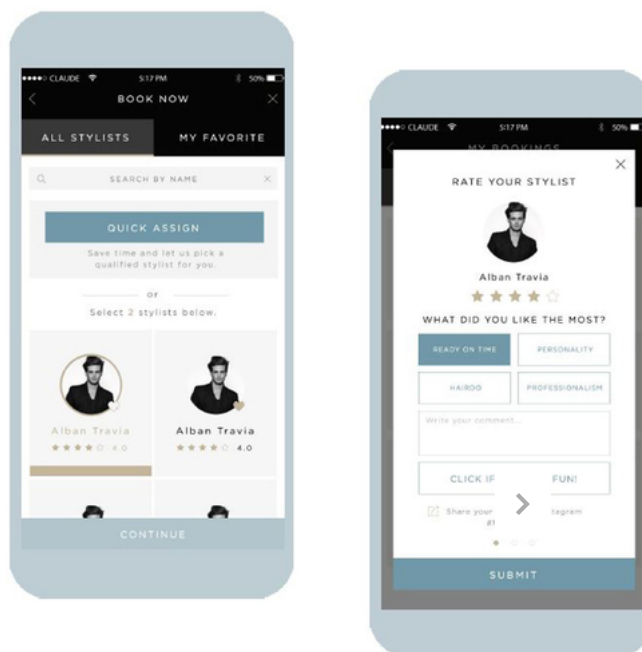 CLAUDE 5:17 PM 50%
BOOK NOW
ALL STYLISTS MY FAVORITE
SEARCH BY NAME
QUICK ASSIGN
Save time and let us pick a
qualified stylist for you.
or
Select 2 stylists below.
Alban Travia Alban Travia
4.0 4.0
CONTINUE
CLAUDE 5:17 PM 50%
MY BOOKINGS
RATE YOUR STYLIST
Alban Travia
WHAT DID YOU LIKE THE MOST?
READY ON TIME PERSONALITY
HAIRDO PROFESSIONALISM
Write your comment...
CLICK IF FUN!
Share your tagram
SUBMIT